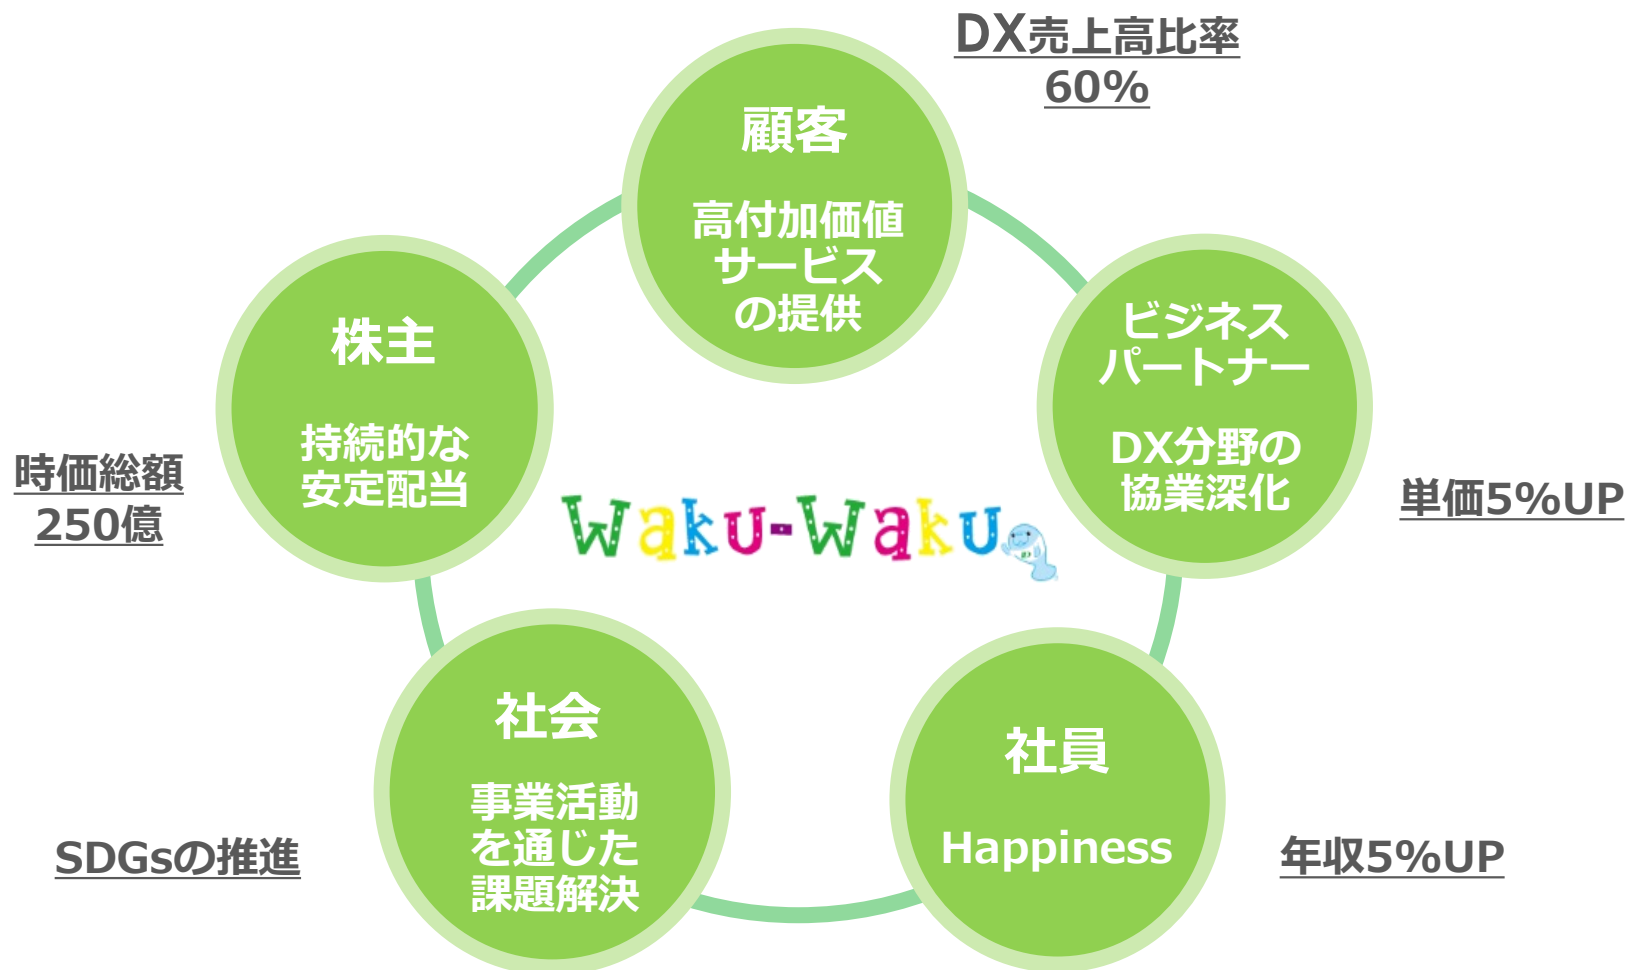 DX売上高比率
60%
顧客
高付加価値
サービス
の提供
ビジネス
パートナー
DX分野の
協業深化
単価5%UP
株主
持続的な
安定配当
時価総額
250億
Waku-Waku
社会
事業活動
を通じた
課題解決
SDGsの推進
社員
Happiness
年収5%UP